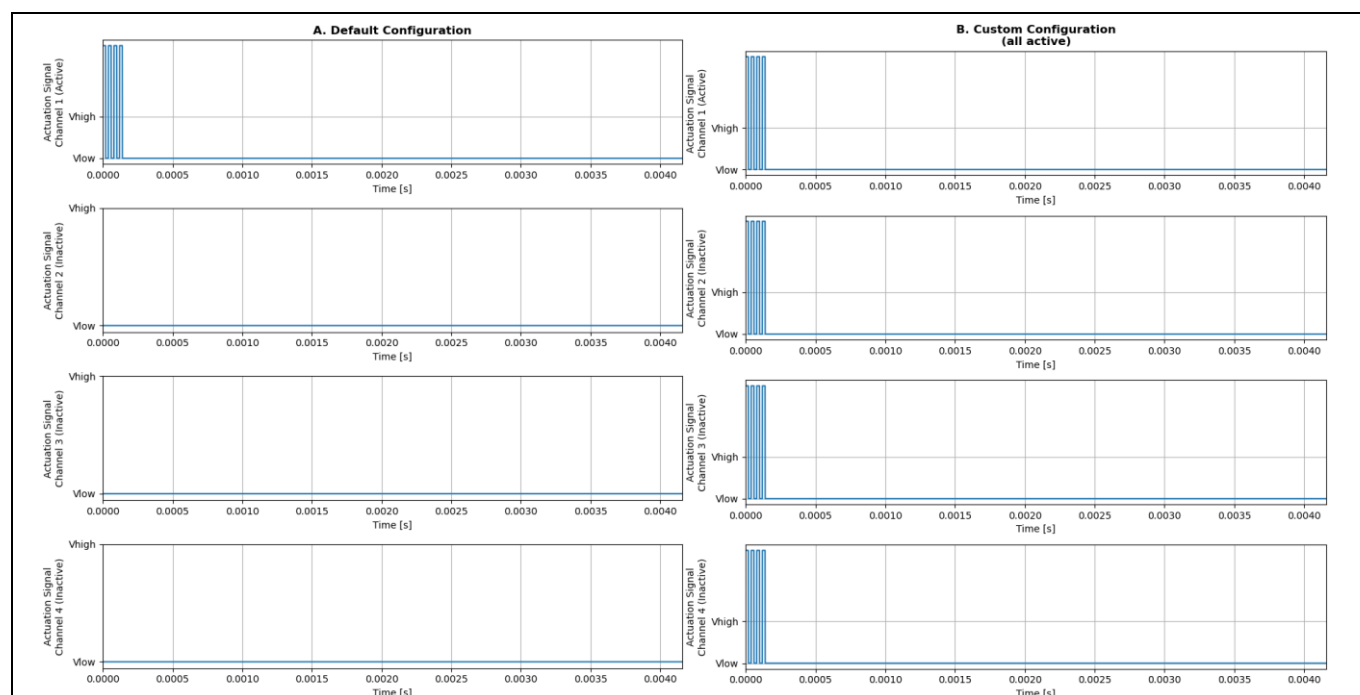 A. Default Configuration
Actuation Signal
Channel 1 (Active)
Vhigh
Vlow
0.0000 0.0005 0.0010 0.0015 0.0020 0.0025 0.0030 0.0035 0.0040
Time [s]
Actuation Signal
Channel 2 (Inactive)
Vhigh
Vlow
0.0000 0.0005 0.0010 0.0015 0.0020 0.0025 0.0030 0.0035 0.0040
Time [s]
Actuation Signal
Channel 3 (Inactive)
Vhigh
Vlow
0.0000 0.0005 0.0010 0.0015 0.0020 0.0025 0.0030 0.0035 0.0040
Time [s]
Actuation Signal
Channel 4 (Inactive)
Vhigh
Vlow
0.0000 0.0005 0.0010 0.0015 0.0020 0.0025 0.0030 0.0035 0.0040
Time [s]
B. Custom Configuration
(all active)
Actuation Signal
Channel 1 (Active)
Vhigh
Vlow
0.0000 0.0005 0.0010 0.0015 0.0020 0.0025 0.0030 0.0035 0.0040
Time [s]
Actuation Signal
Channel 2 (Inactive)
Vhigh
Vlow
0.0000 0.0005 0.0010 0.0015 0.0020 0.0025 0.0030 0.0035 0.0040
Time [s]
Actuation Signal
Channel 3 (Inactive)
Vhigh
Vlow
0.0000 0.0005 0.0010 0.0015 0.0020 0.0025 0.0030 0.0035 0.0040
Time [s]
Actuation Signal
Channel 4 (Inactive)
Vhigh
Vlow
0.0000 0.0005 0.0010 0.0015 0.0020 0.0025 0.0030 0.0035 0.0040
Time [s]